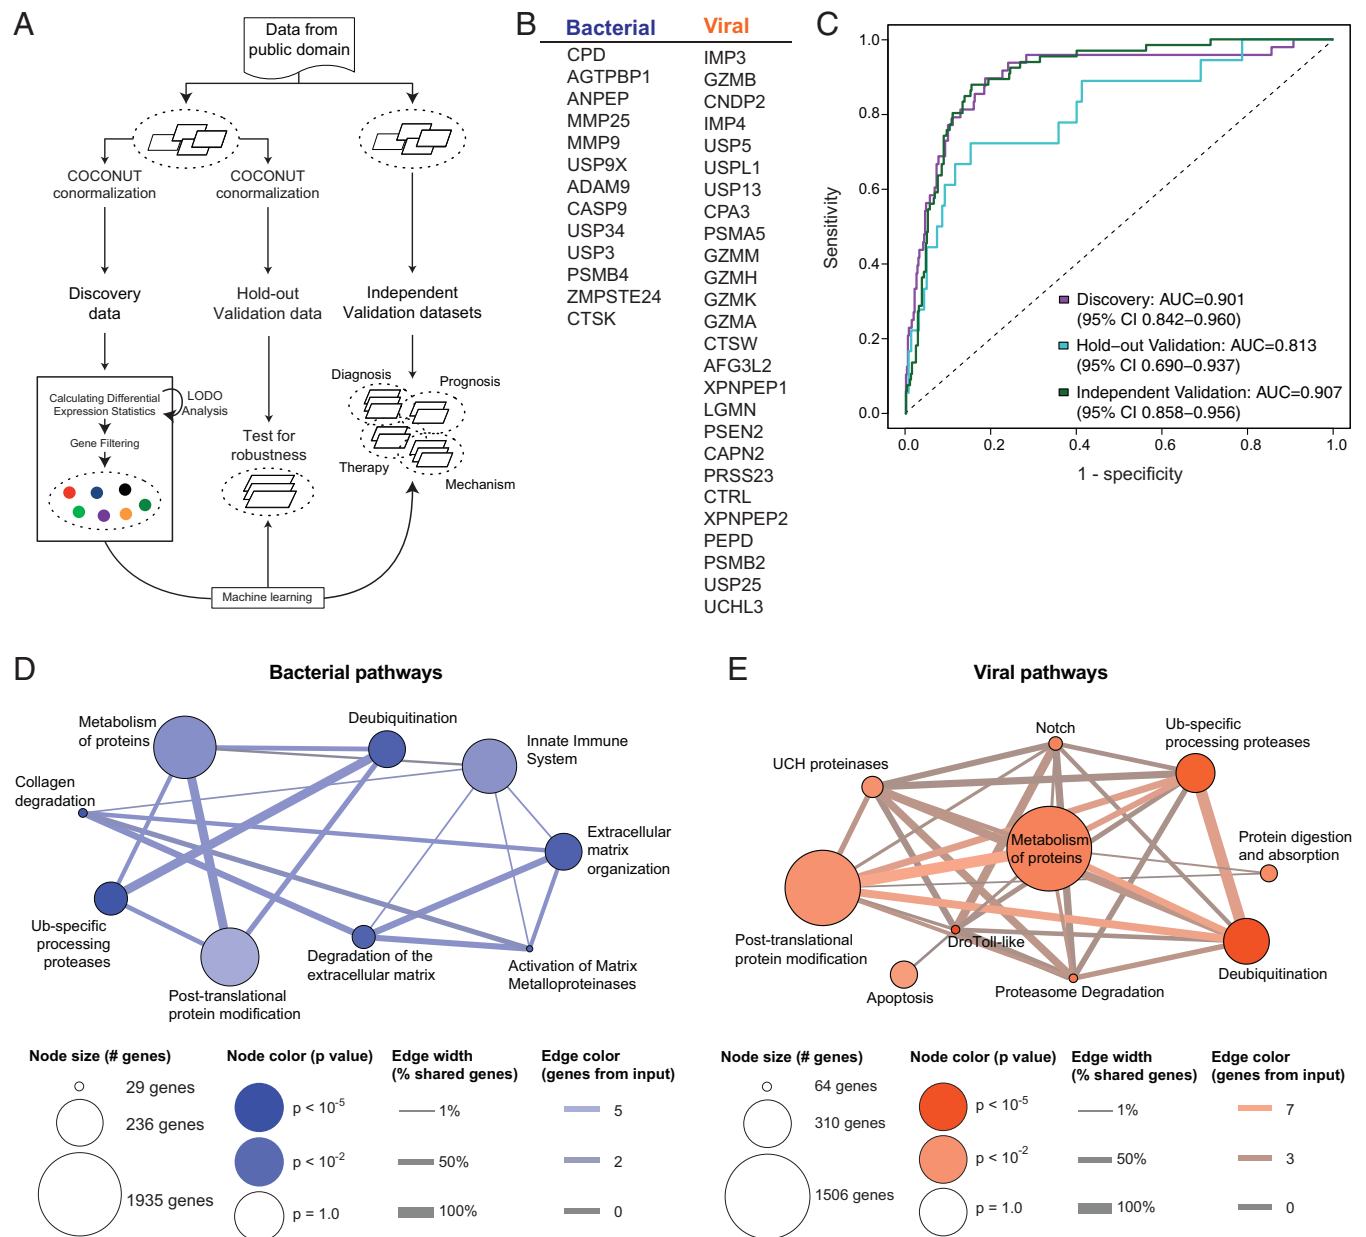 A
Data from
public domain
COCONUT
conormalization
COCONUT
conormalization
Discovery
data
Hold-out
Validation data
Independent
Validation datasets
Calculating Differential
Expression Statistics
LODO
Analysis
Gene Filtering
Test for
robustness
Diagnosis
Prognosis
Therapy
Mechanism
Machine learning
B
Bacterial
CPD
AGTPBP1
ANPEP
MMP25
MMP9
USP9X
ADAM9
CASP9
USP34
USP3
PSMB4
ZMPSTE24
CTSK
Viral
IMP3
GZMB
CNDP2
IMP4
USP5
USPL1
USP13
CPA3
PSMA5
GZMM
GZMH
GZMK
GZMA
CTSW
AFG3L2
XPNPEP1
LGMN
PSEN2
CAPN2
PRSS23
CTRL
XPNPEP2
PEPD
PSMB2
USP25
UCHL3
C
Sensitivity
1.0
0.8
0.6
0.4
0.2
0.0
Discovery: AUC=0.901
(95% CI 0.842–0.960)
Hold–out Validation: AUC=0.813
(95% CI 0.690–0.937)
Independent Validation: AUC=0.907
(95% CI 0.858–0.956)
0.0 0.2 0.4 0.6 0.8 1.0
1 - specificity
D
Bacterial pathways
Metabolism
of proteins
Deubiquitination
Innate Immune
System
Collagen
degradation
Extracellular
matrix
organization
Ub-specific
processing
proteases
Post-translational
protein modification
Degradation of the
extracellular matrix
Activation of Matrix
Metalloproteinases
Node size (# genes)
29 genes
236 genes
1935 genes
Node color (p value)
p < 10-5
p < 10-2
p = 1.0
Edge width
(% shared genes)
1%
50%
100%
Edge color
(genes from input)
5
2
0
E
Viral pathways
Notch
Ub-specific
processing proteases
UCH proteinases
Metabolism
of proteins
Protein digestion
and absorption
Post-translational
protein modification
DroToll-like
Apoptosis
Proteasome Degradation
Deubiquitination
Node size (# genes)
64 genes
310 genes
1506 genes
Node color (p value)
p < 10-5
p < 10-2
p = 1.0
Edge width
(% shared genes)
1%
50%
100%
Edge color
(genes from input)
7
3
0